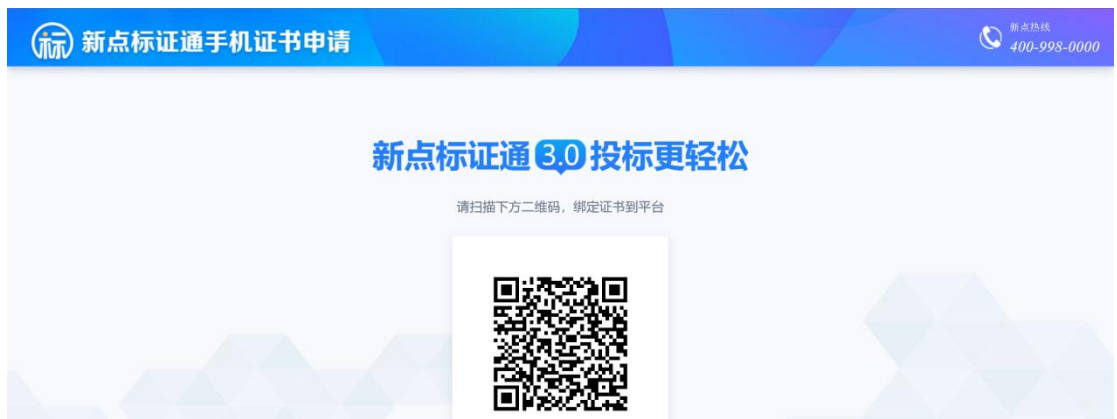 标 新点标证通手机证书申请
新点热线
400-998-0000
新点标证通3.0投标更轻松
请扫描下方二维码，绑定证书到平台